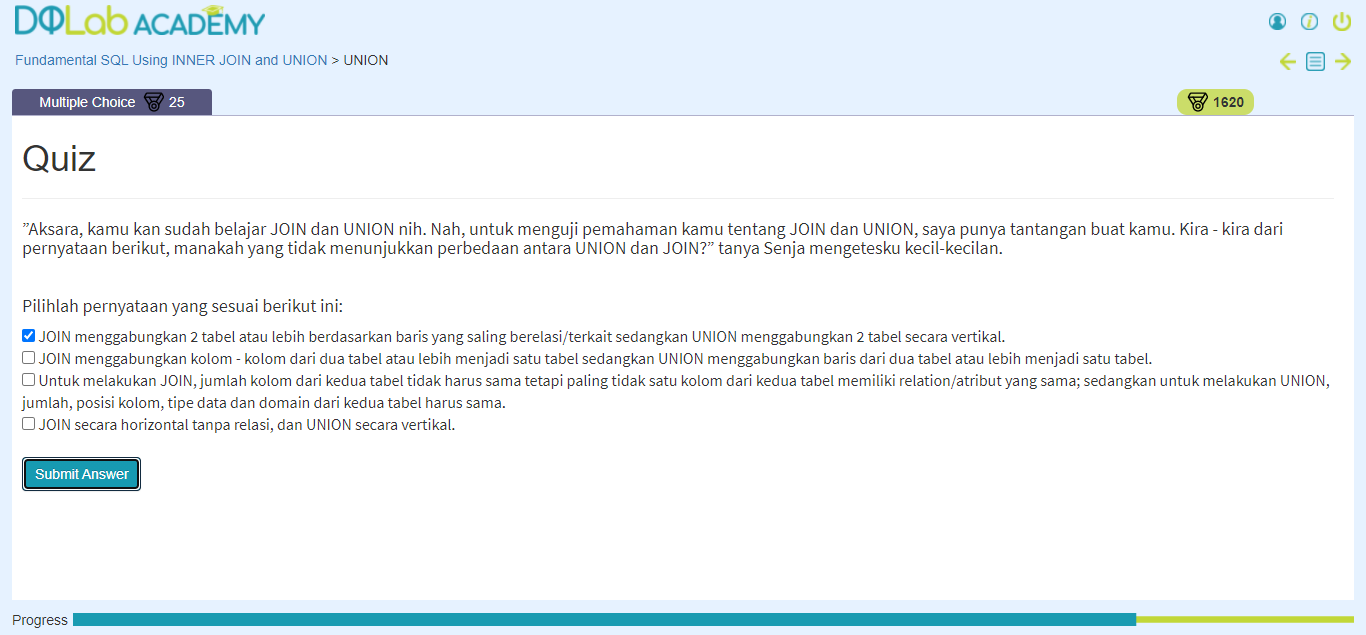 DQLab ACADEMY
Fundamental SQL Using INNER JOIN and UNION > UNION
Multiple Choice 25
1620
Quiz
”Aksara, kamu kan sudah belajar JOIN dan UNION nih. Nah, untuk menguji pemahaman kamu tentang JOIN dan UNION, saya punya tantangan buat kamu. Kira - kira dari
pernyataan berikut, manakah yang tidak menunjukkan perbedaan antara UNION dan JOIN?” tanya Senja mengetesku kecil-kecilan.
Pilihlah pernyataan yang sesuai berikut ini:
JOIN menggabungkan 2 tabel atau lebih berdasarkan baris yang saling berelasi/terkait sedangkan UNION menggabungkan 2 tabel secara vertikal.
JOIN menggabungkan kolom - kolom dari dua tabel atau lebih menjadi satu tabel sedangkan UNION menggabungkan baris dari dua tabel atau lebih menjadi satu tabel.
Untuk melakukan JOIN, jumlah kolom dari kedua tabel tidak harus sama tetapi paling tidak satu kolom dari kedua tabel memiliki relation/atribut yang sama; sedangkan untuk melakukan UNION,
jumlah, posisi kolom, tipe data dan domain dari kedua tabel harus sama.
JOIN secara horizontal tanpa relasi, dan UNION secara vertikal.
Submit Answer
Progress